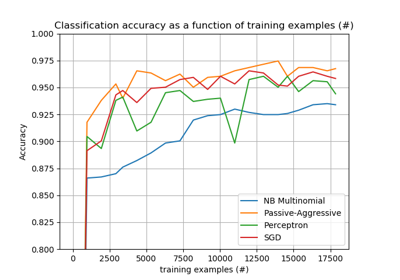 Classification accuracy as a function of training examples (#)
1.000
0.975
0.950
0.925
0.900
0.875
0.850
0.825
0.800
Accuracy
NB Multinomial
Passive-Aggressive
Perceptron
SGD
0 2500 5000 7500 10000 12500 15000 17500
training examples (#)